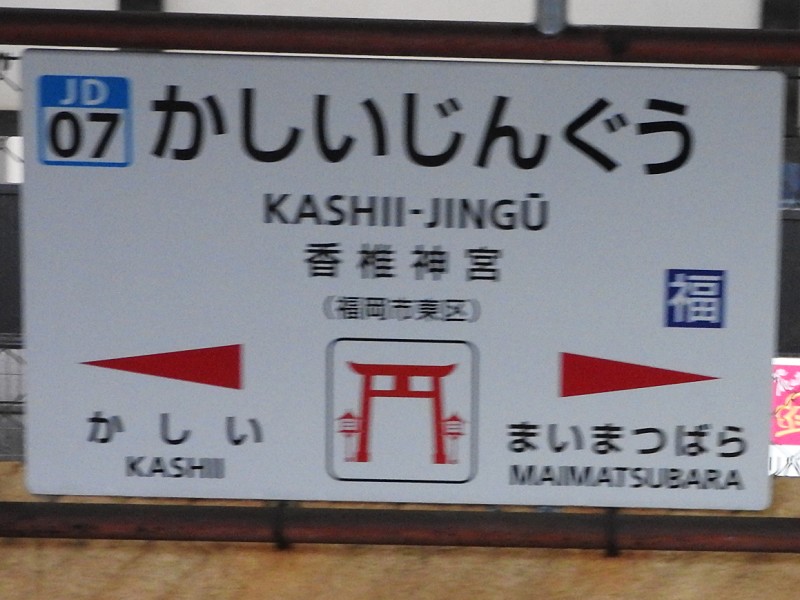 JD
07
かしいじんぐう
KASHII-JINGŪ
香椎神宮
(福岡市東区)
福
かしい
KASHII
まいまつばら
MAIMATSUBARA